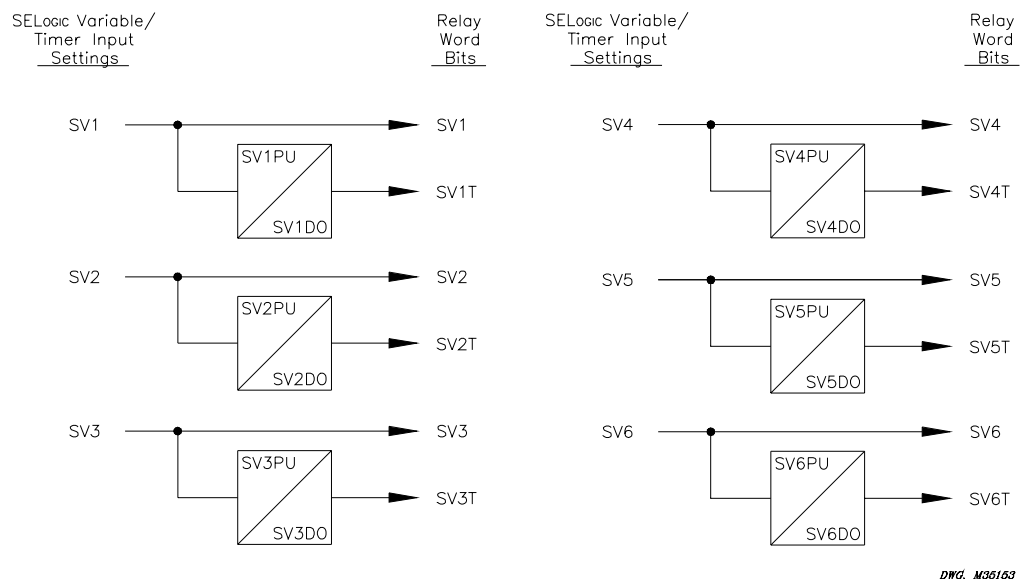 SELogic Variable/
Timer Input
Settings
Relay
Word
Bits
SV1
SV1
SV1PU
SV1T
SV1DO
SV2
SV2
SV2PU
SV2T
SV2DO
SV3
SV3
SV3PU
SV3T
SV3DO
SELogic Variable/
Timer Input
Settings
Relay
Word
Bits
SV4
SV4
SV4PU
SV4T
SV4DO
SV5
SV5
SV5PU
SV5T
SV5DO
SV6
SV6
SV6PU
SV6T
SV6DO
DWG. M35153